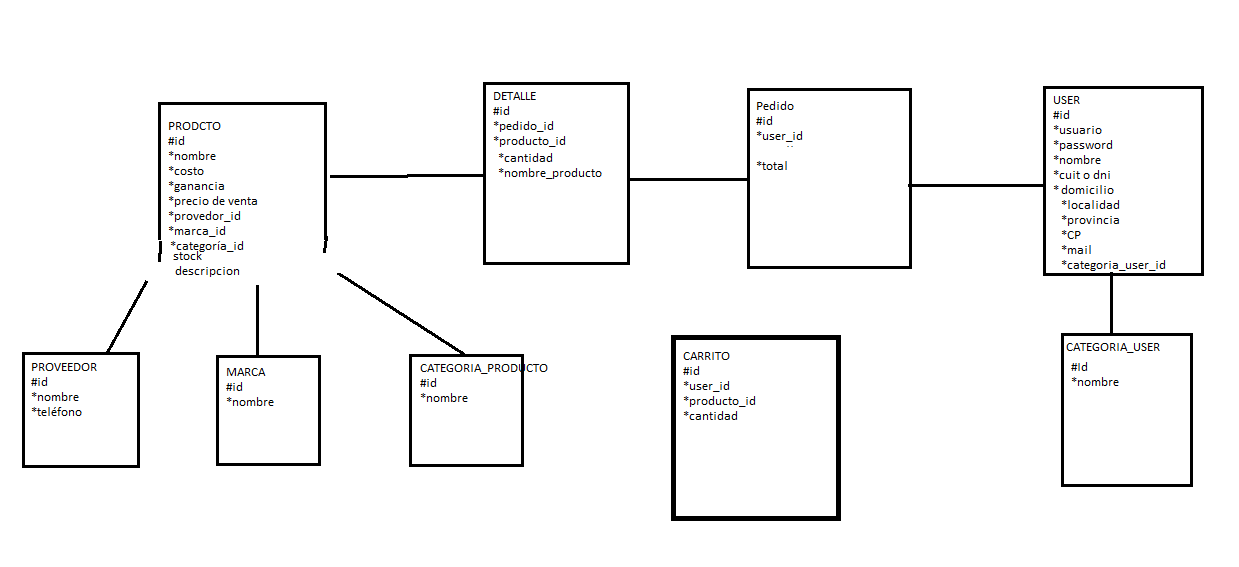 PRODCTO
#id
*nombre
*costo
*ganancia
*precio de venta
*provedor_id
*marca_id
*categoría_id
stock
descripcion
DETALLE
#id
*pedido_id
*producto_id
*cantidad
*nombre_producto
Pedido
#id
*user_id
*total
USER
#id
*usuario
*password
*nombre
*cuit o dni
* domicilio
*localidad
*provincia
*CP
*mail
*categoria_user_id
PROVEEDOR
#id
*nombre
*teléfono
MARCA
#id
*nombre
CATEGORIA_PRODUCTO
#id
*nombre
CARRITO
#id
*user_id
*producto_id
*cantidad
CATEGORIA_USER
#Id
*nombre